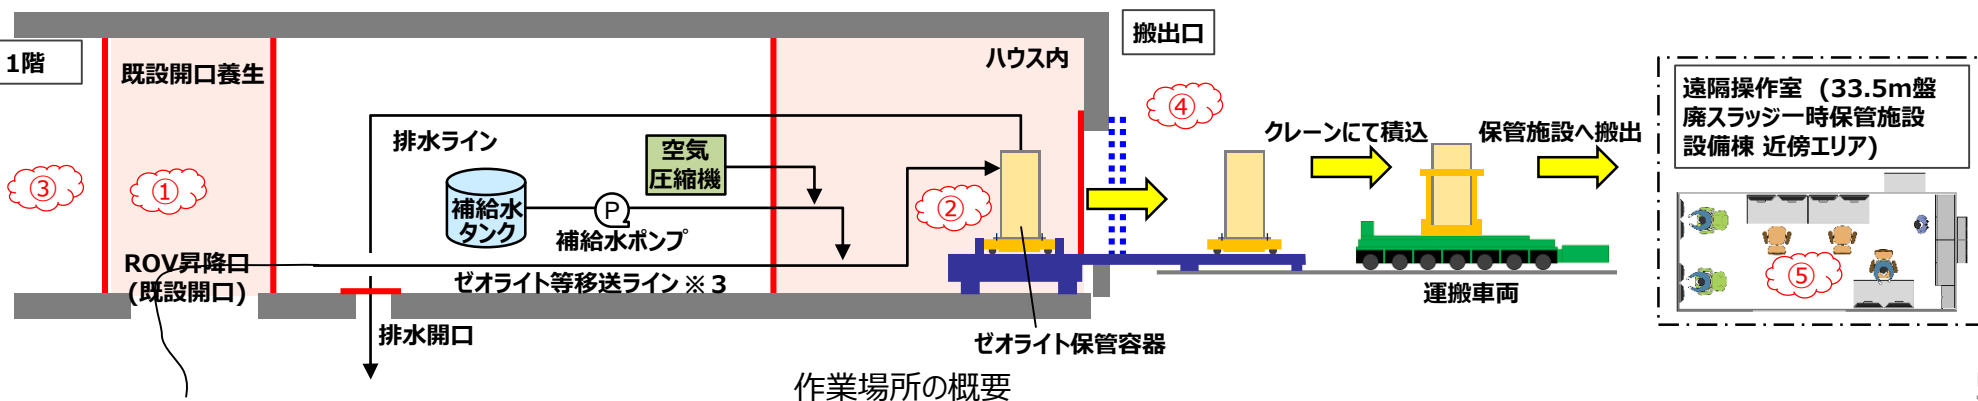 1階
既設開口養生
ハウス内
搬出口
③
①
②
④
⑤
排水ライン
空気
圧縮機
補給水
タンク
P
補給水ポンプ
ROV昇降口
(既設開口)
ゼオライト等移送ライン※3
排水開口
ゼオライト保管容器
クレーンにて積込
保管施設へ搬出
運搬車両
遠隔操作室 (33.5m盤
廃スラッジ一時保管施設
設備棟 近傍エリア)
作業場所の概要